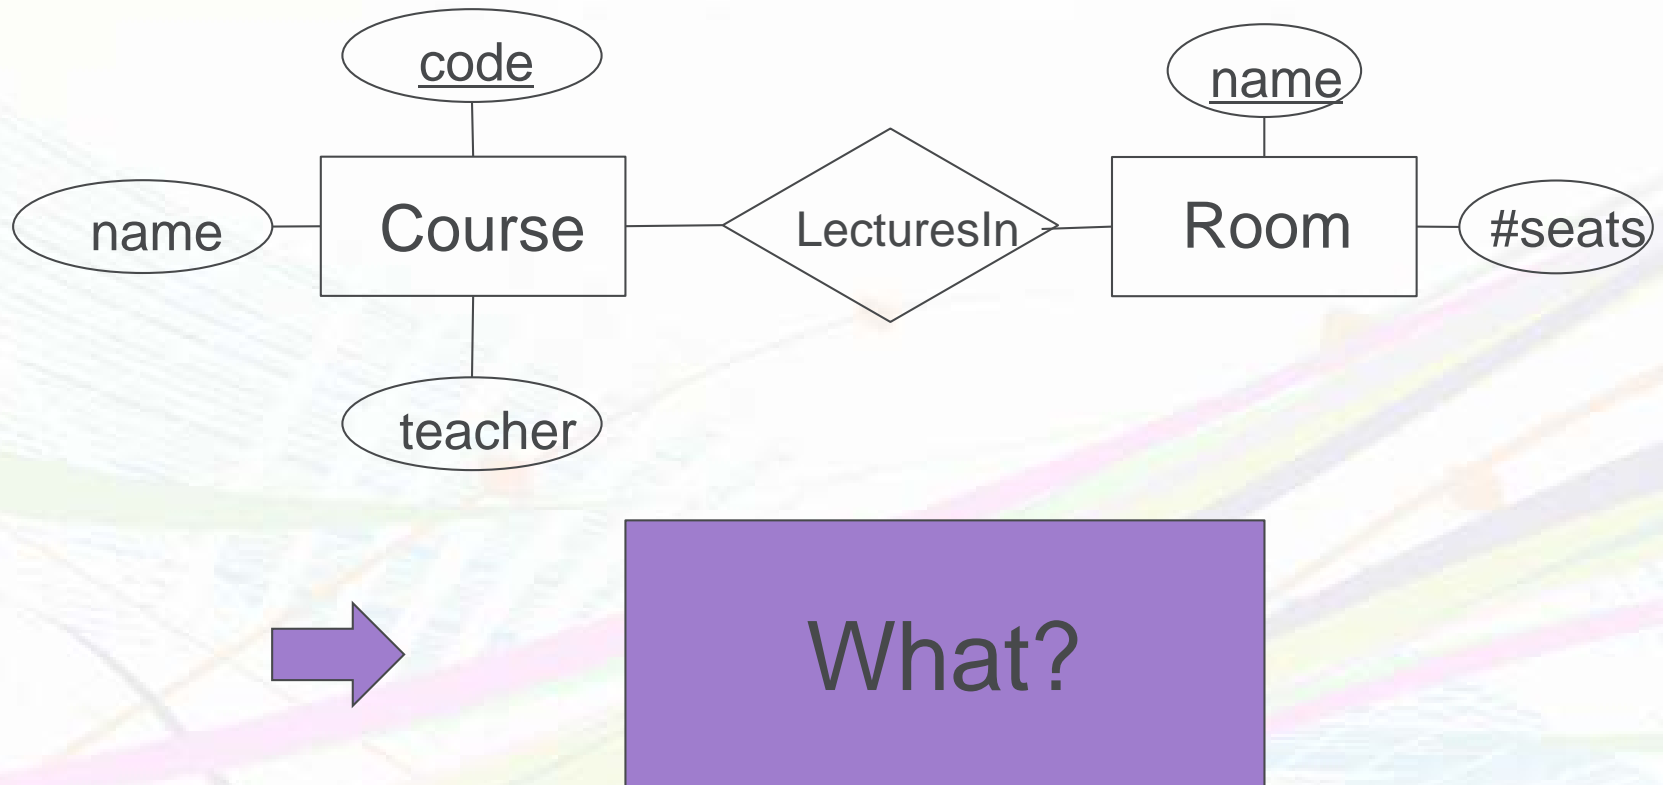 code
name
name
Course
LecturesIn
Room
#seats
teacher
What?